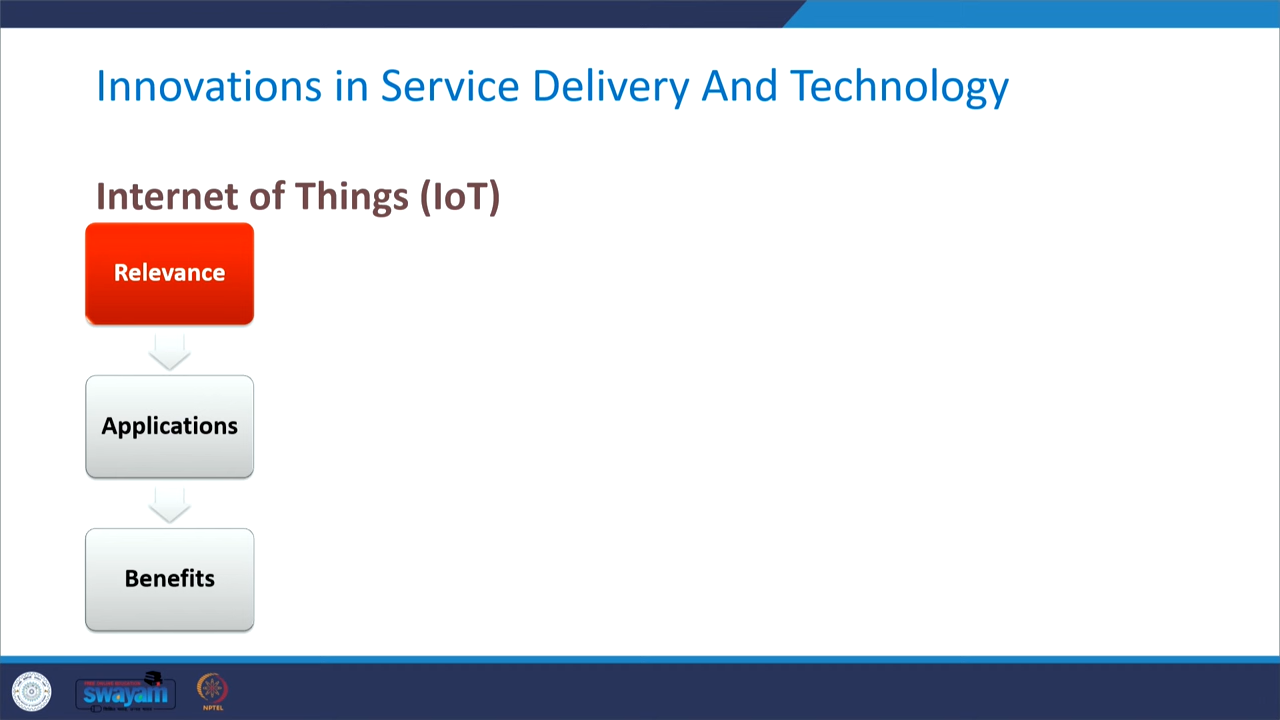 Innovations in Service Delivery And Technology
Internet of Things (IoT)
Relevance
Applications
Benefits
swayam
NPTEL